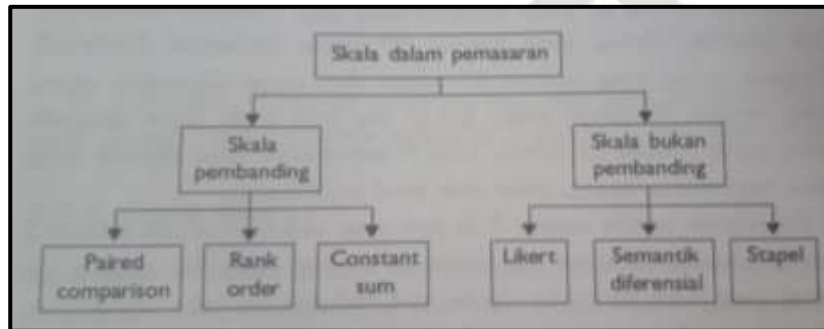 Skala dalam pemasaran
Skala
pembanding
Skala bukan
pembanding
Paired
comparison
Rank
order
Constant
sum
Likert
Semantik
diferensial
Stapel